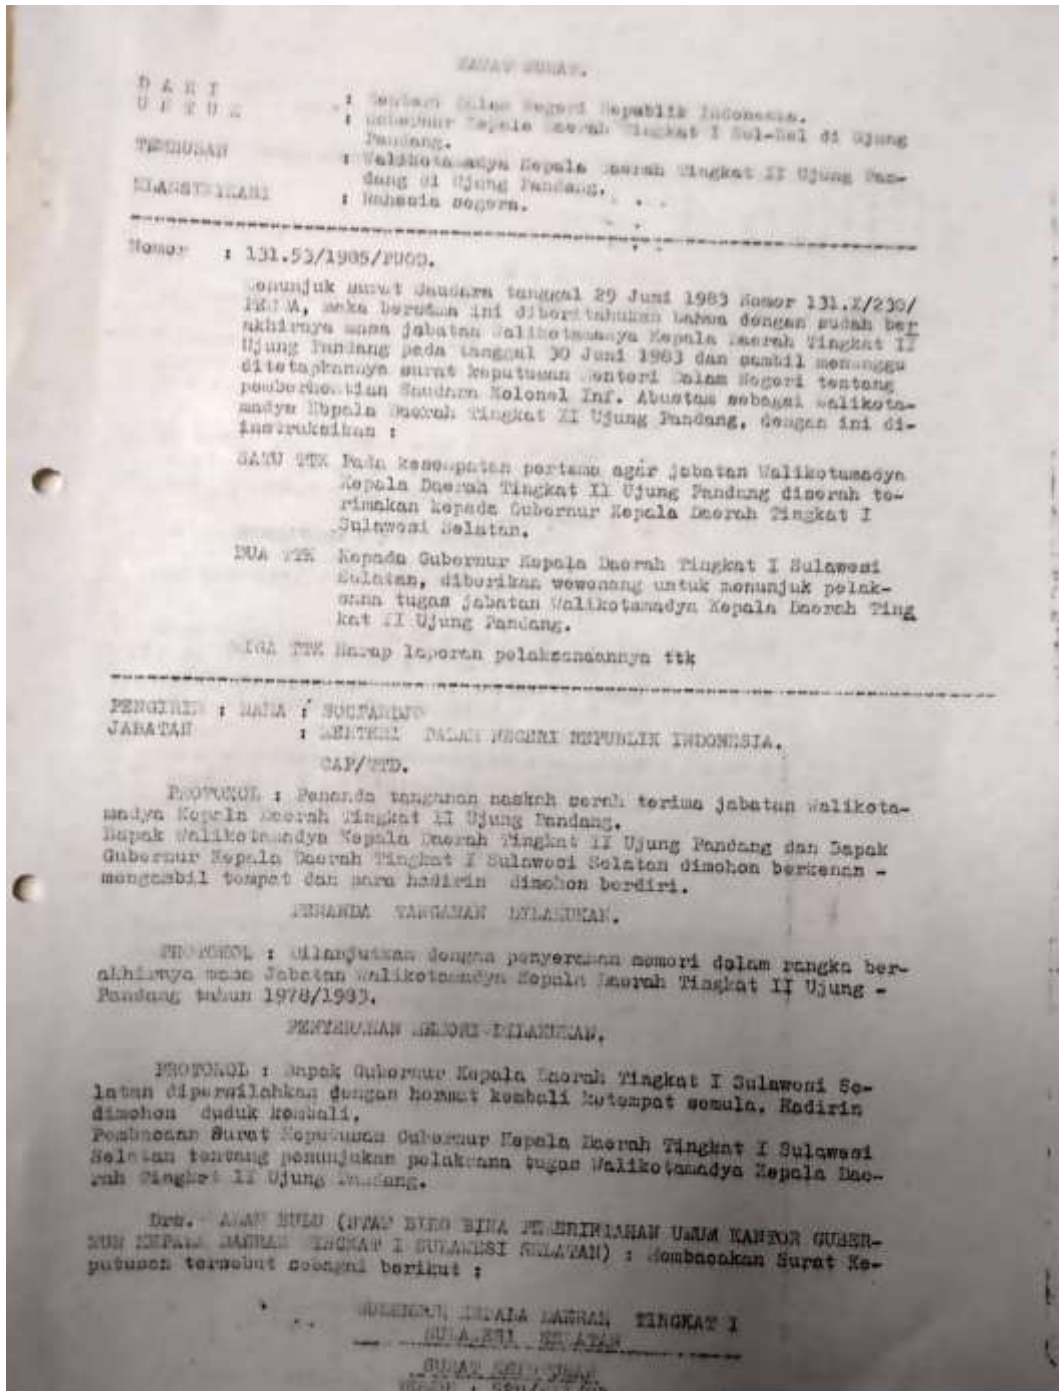 KAWAT SURAT.
DARI : Menteri Dalam Negeri Republik Indonesia.
UNTUK : Gubernur Kepala Daerah Tingkat I Sul-Sel di Ujung
Pandang.
TEMBUSAN : Walikotamadya Kepala Daerah Tingkat II Ujung Pan-
dang di Ujung Pandang.
KLASIFIKASI : Rahasia segera.
Nomor : 131.53/1985/PUOD.
Menunjuk surat Saudara tanggal 29 Juni 1983 Nomor 131.X/230/
PEMDA, maka bersama ini diberitahukan bahwa dengan sudah ber
akhirnya masa jabatan Walikotamadya Kepala Daerah Tingkat II
Ujung Pandang pada tanggal 30 Juni 1983 dan sambil menunggu
ditetapkannya surat keputusan Menteri Dalam Negeri tentang
pemberhentian Saudara Kolonel Inf. Abustam sebagai walikota-
madya Kepala Daerah Tingkat II Ujung Pandang, dengan ini di-
instruksikan :
SATU TTK Pada kesempatan pertama agar jabatan Walikotamadya
Kepala Daerah Tingkat II Ujung Pandang diserah te-
rimakan kepada Gubernur Kepala Daerah Tingkat I
Sulawesi Selatan.
DUA TTK Kepada Gubernur Kepala Daerah Tingkat I Sulawesi
Selatan, diberikan wewenang untuk menunjuk pelak-
sana tugas jabatan Walikotamadya Kepala Daerah Ting
kat II Ujung Pandang.
TIGA TTK Harap laporan pelaksanaannya ttk
PENGIRIM : NAMA : SOEPARDJO
JABATAN : MENTERI DALAM NEGERI REPUBLIK INDONESIA.
CAP/TTD.
PROTOKOL : Penanda tanganan naskah serah terima jabatan Walikota-
madya Kepala Daerah Tingkat II Ujung Pandang.
Bapak Walikotamadya Kepala Daerah Tingkat II Ujung Pandang dan Bapak
Gubernur Kepala Daerah Tingkat I Sulawesi Selatan dimohon berkenan -
mengambil tempat dan para hadirin dimohon berdiri.
PENANDA TANGANAN DILAKUKAN.
PROTOKOL : Dilanjutkan dengan penyerahan memori dalam rangka ber-
akhirnya masa Jabatan Walikotamadya Kepala Daerah Tingkat II Ujung -
Pandang tahun 1978/1983.
PENYERAHAN MEMORI DILAKUKAN.
PROTOKOL : Bapak Gubernur Kepala Daerah Tingkat I Sulawesi Se-
latan dipersilahkan dengan hormat kembali ketempat semula. Hadirin
dimohon duduk kembali.
Pembacaan Surat Keputusan Gubernur Kepala Daerah Tingkat I Sulawesi
Selatan tentang penunjukan pelaksana tugas Walikotamadya Kepala Dae-
rah Tingkat II Ujung Pandang.
Drs. BULU (STAF BIRO BINA PEMERINTAHAN UMUM KANTOR GUBER-
NUR KEPALA DAERAH TINGKAT I SULAWESI SELATAN) : Membacakan Surat Ke-
putusan tersebut sebagai berikut :
GUBERNUR KEPALA DAERAH TINGKAT I
SULAWESI SELATAN
SURAT KEPUTUSAN